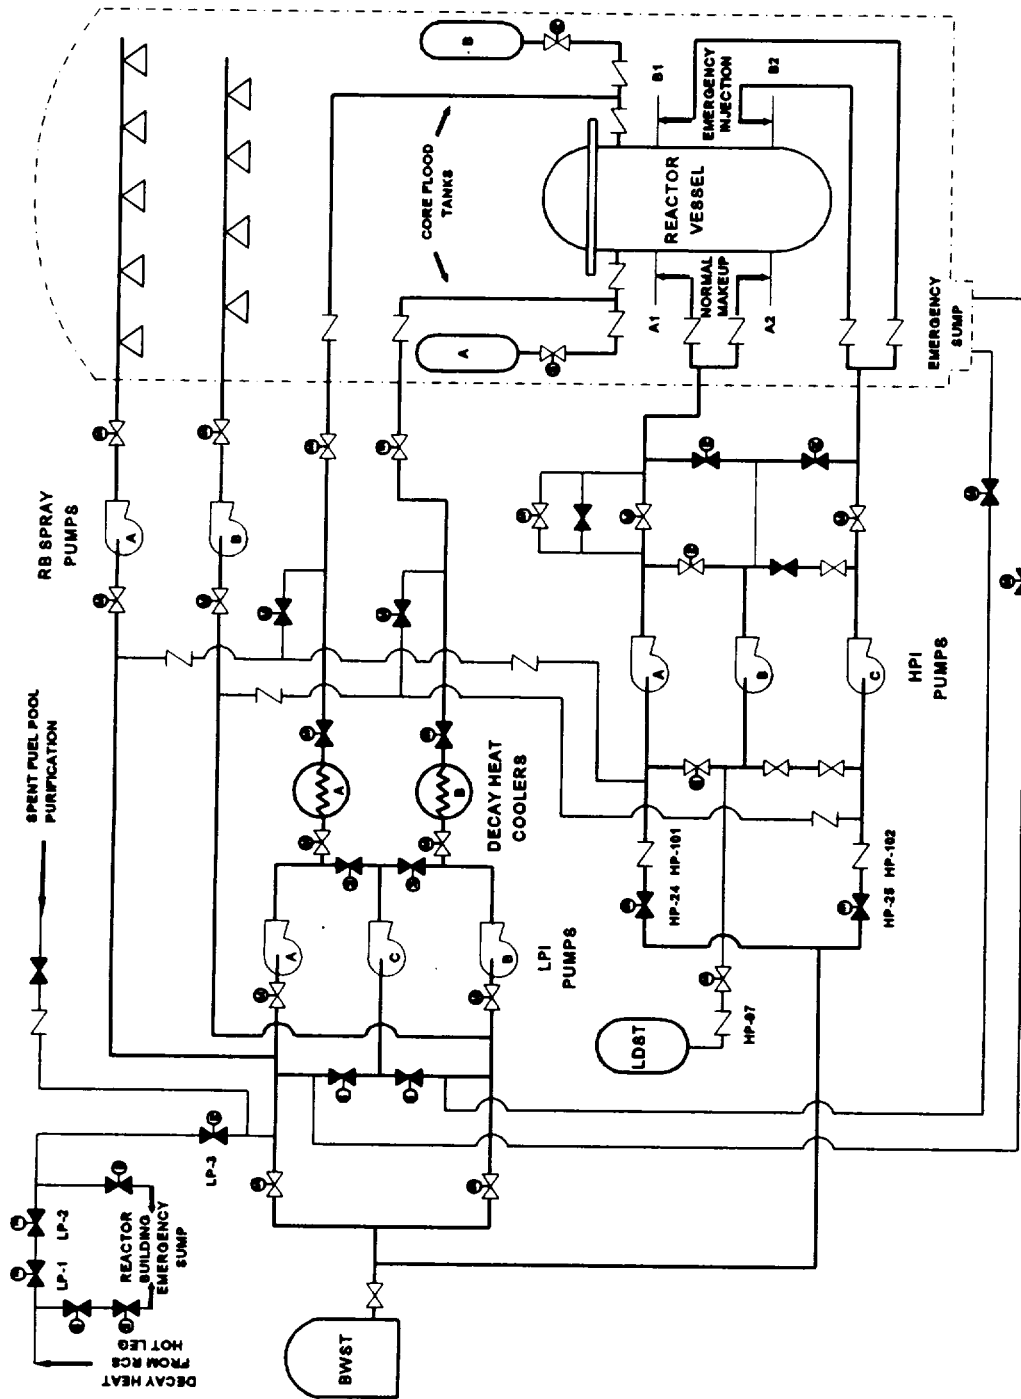 SPENT FUEL POOL
PURIFICATION
RB SPRAY
PUMPS
A
B
CORE FLOOD
TANKS
B
A
REACTOR
VESSEL
B1
EMERGENCY
INJECTION
B2
A1
NORMAL
MAKEUP
A2
EMERGENCY
SUMP
DECAY HEAT
COOLERS
A
B
LPI
PUMPS
A
C
B
HPI
PUMPS
A
B
C
HP-24 HP-101
HP-25 HP-102
HP-97
LDST
LP-3
LP-2
LP-1
REACTOR
BUILDING
EMERGENCY
SUMP
DECAY HEAT
FROM RCS
HOT LEG
BWST